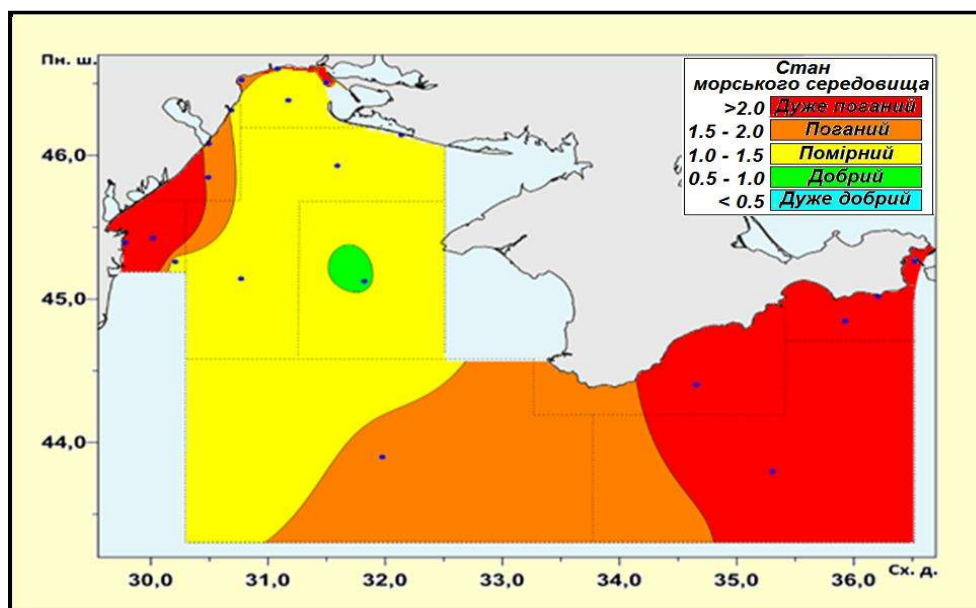 Пн. ш.
46,0
45,0
44,0
30,0 31,0 32,0 33,0 34,0 35,0 36,0
Сх. д.
Стан
морського середовища
>2.0 Дуже поганий
1.5 - 2.0 Поганий
1.0 - 1.5 Помірний
0.5 - 1.0 Добрий
< 0.5 Дуже добрий